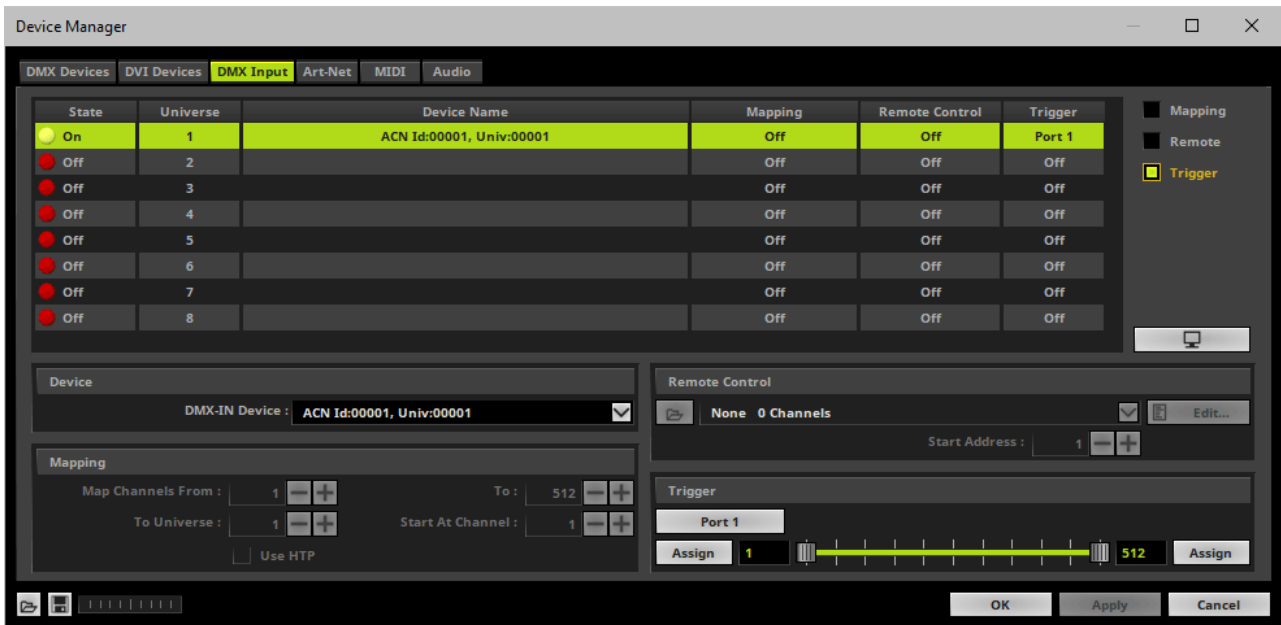 Device Manager
DMX Devices DVI Devices DMX Input Art-Net MIDI Audio
State Universe Device Name Mapping Remote Control Trigger
On 1 ACN Id:00001, Univ:00001 Off Off Port 1
Off 2 Off Off Off
Off 3 Off Off Off
Off 4 Off Off Off
Off 5 Off Off Off
Off 6 Off Off Off
Off 7 Off Off Off
Off 8 Off Off Off
Mapping
Remote
Trigger
Device
DMX-IN Device : ACN Id:00001, Univ:00001
Mapping
Map Channels From : 1 To : 512
To Universe : 1 Start At Channel : 1
Use HTP
Remote Control
None 0 Channels Edit...
Start Address : 1
Trigger
Port 1
Assign 1 512 Assign
OK Apply Cancel